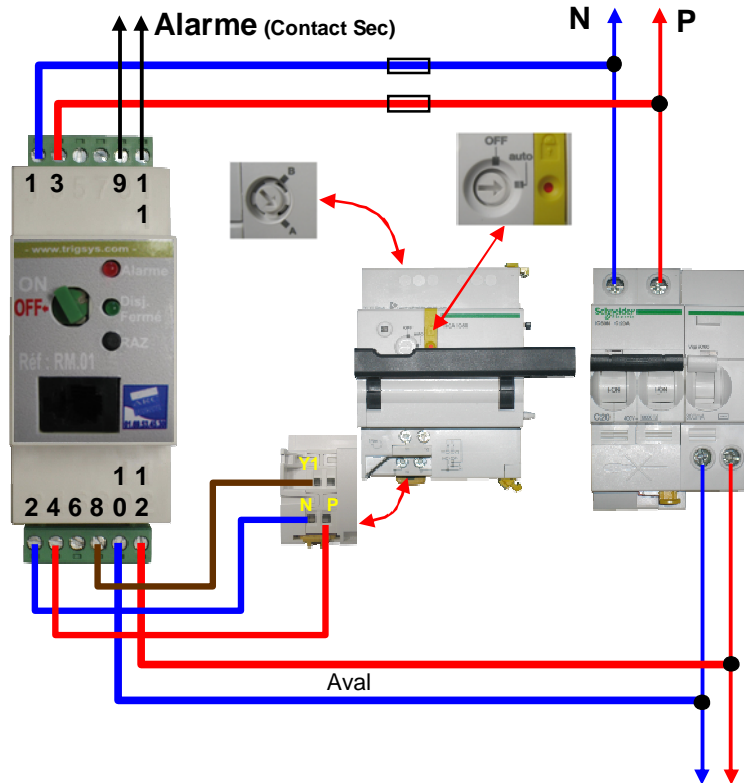 N P
Alarme (Contact Sec)
1 3 9 1
1
- www.trigsys.com -
Alarme
ON
OFF
Disj.
Fermé
RAZ
Réf : RM.01
1 1
2 4 6 8 0 2
OFF
auto
B
A
Y1
N P
Schneider
C20
Aval